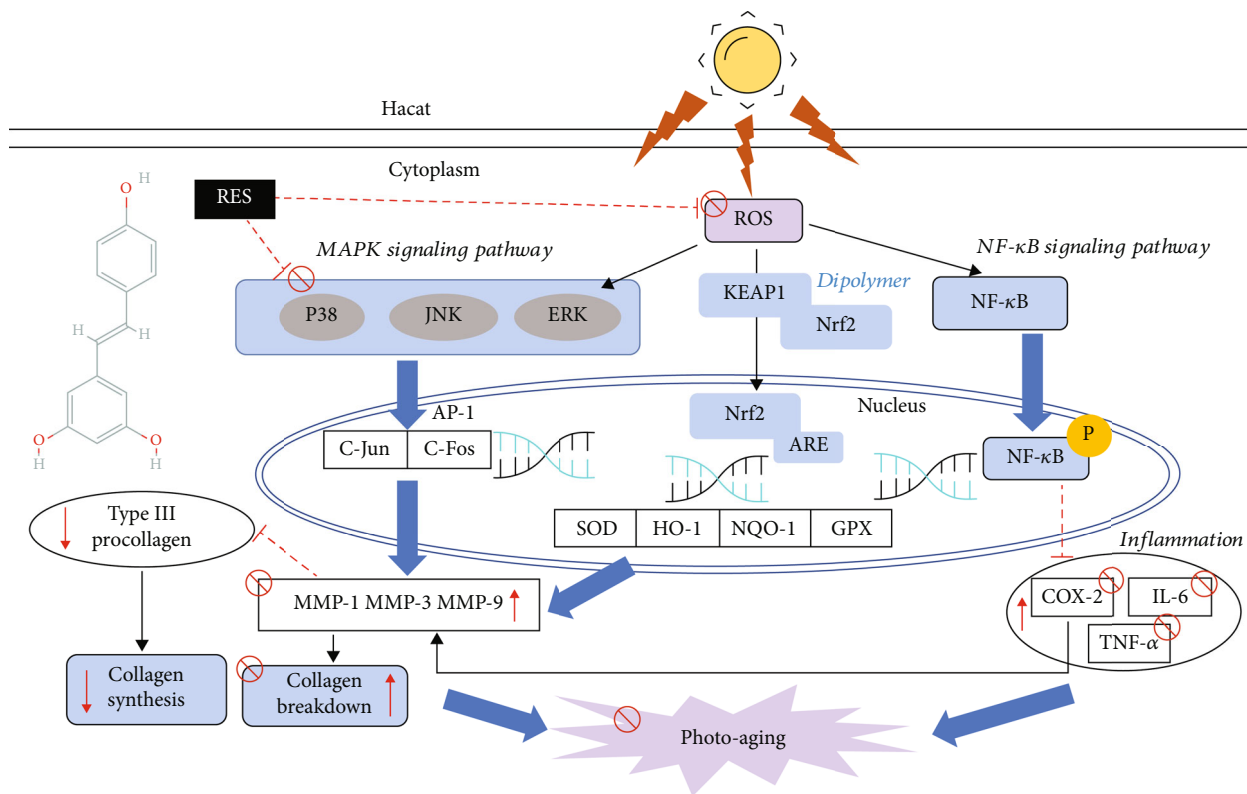 Hacat
Cytoplasm
RES
ROS
MAPK signaling pathway
NF-κB signaling pathway
P38
JNK
ERK
KEAP1
Dipolymer
Nrf2
NF-κB
H
O
H
H
O
H
O
H
AP-1
C-Jun
C-Fos
Nrf2
ARE
Nucleus
P
NF-κB
SOD
HO-1
NQO-1
GPX
Type III
procollagen
MMP-1 MMP-3 MMP-9
Inflammation
COX-2
IL-6
TNF-α
Collagen
synthesis
Collagen
breakdown
Photo-aging